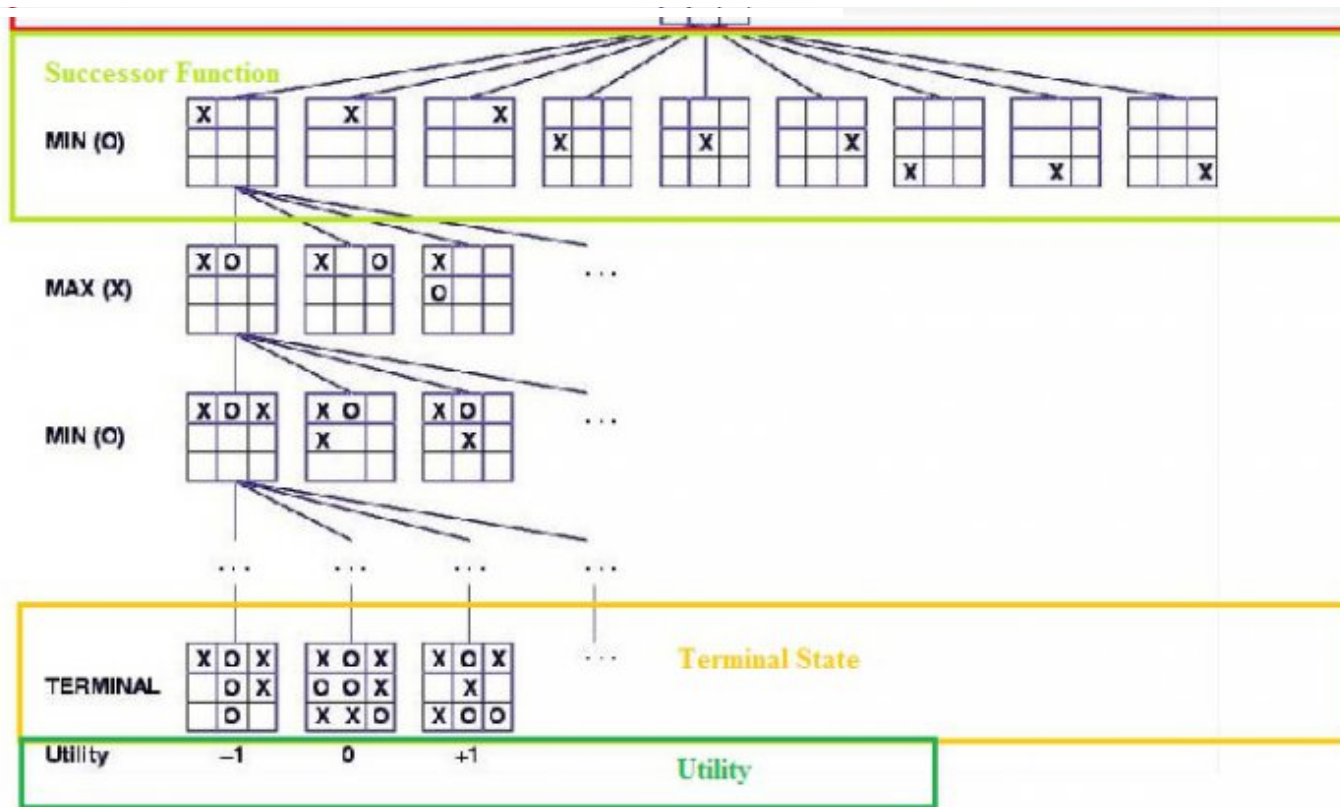 Successor Function
X X X
MIN (O) X X X
X X X
X O X O X
...
MAX (X) O
X O X X O X O
...
MIN (O) X X
... ... ... ...
X O X X O X X O X
...
Terminal State
TERMINAL O X O O X X
O X X O X O O
Utility -1 0 +1
Utility